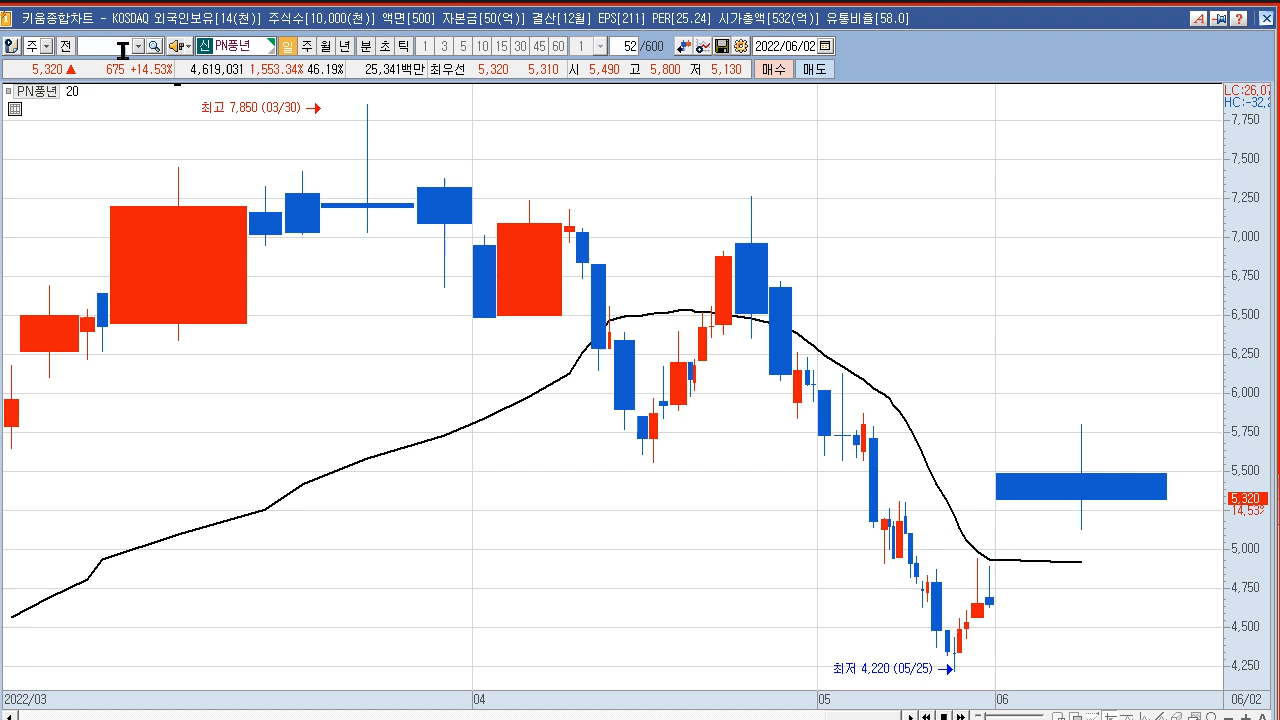 키움종합차트 - KOSDAQ 외국인보유[14(천)] 주식수[10,000(천)] 액면[500] 자본금[50(억)] 결산[12월] EPS[211] PER[25.2] 시가총액[532(억)] 유통비율[58.0]
주 전 신 PN풍년 일 주 월 년 분 초 틱 1 3 5 10 15 30 45 60 1 52 /600 2022/06/02
5,320 ▲ 675 +14.53% 4,619,031 1,553.34% 46.19% 25,341백만 최우선 5,320 5,310 시 5,490 고 5,800 저 5,130 매수 매도
PN풍년 20
최고 7,850 (03/30)
LC:26,07
HC:-32,2
7,750
7,500
7,250
7,000
6,750
6,500
6,250
6,000
5,750
5,500
5,320
14,53%
5,000
4,750
4,500
4,250
최저 4,220 (05/25)
2022/03 04 05 06 06/02